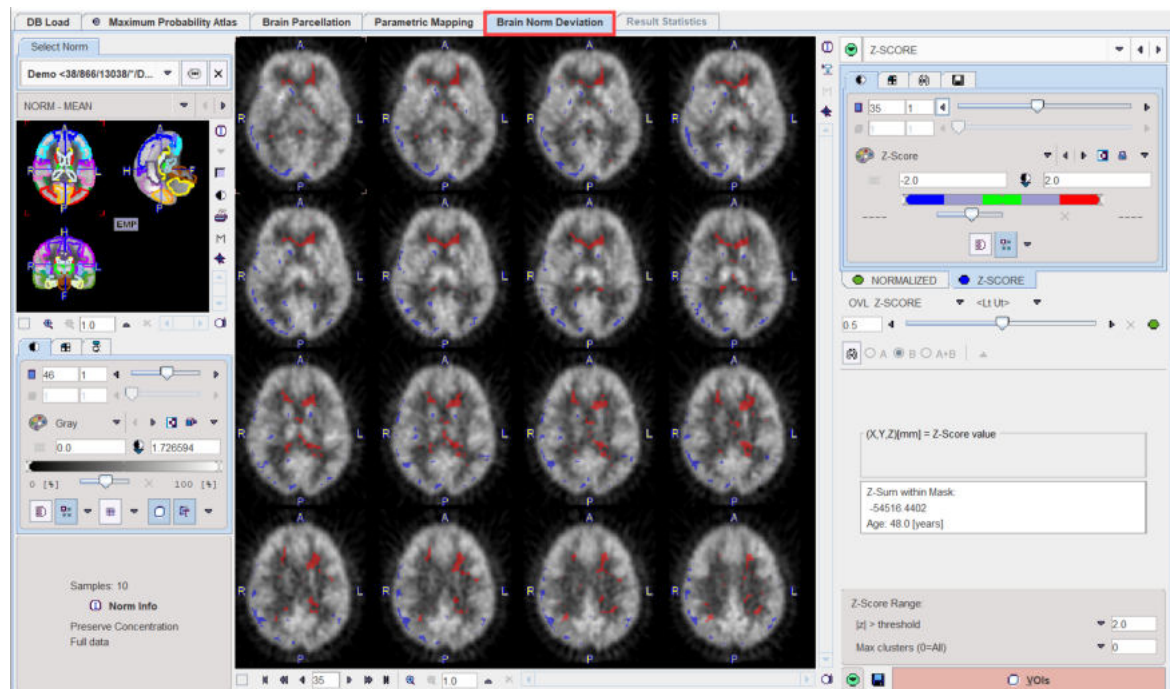 DB Load
Maximum Probability Atlas
Brain Parcellation
Parametric Mapping
Brain Norm Deviation
Result Statistics
Select Norm
Demo <38/866/13038/"/D...
NORM - MEAN
A
R
L
P
A
H
F
EMP
H
R
L
F
1.0
46
1
1
1
Gray
0.0
1.726594
0 [%]
100 [%]
Samples: 10
Norm Info
Preserve Concentration
Full data
A
A
A
A
R
L
R
L
R
L
R
L
P
P
P
P
A
A
A
A
R
L
R
L
R
L
R
L
P
P
P
P
A
A
A
A
R
L
R
L
R
L
R
L
P
P
P
P
A
A
A
A
R
L
R
L
R
L
R
L
P
P
P
P
35
1.0
Z-SCORE
35
1
1
1
Z-Score
-2.0
2.0
----
----
NORMALIZED
Z-SCORE
OVL Z-SCORE
<Lt Ut>
0.5
A
B
A+B
(X,Y,Z)[mm] = Z-Score value
Z-Sum within Mask:
-54516.4402
Age: 48.0 [years]
Z-Score Range:
|z| > threshold
2.0
Max clusters (0=All)
0
VOIs